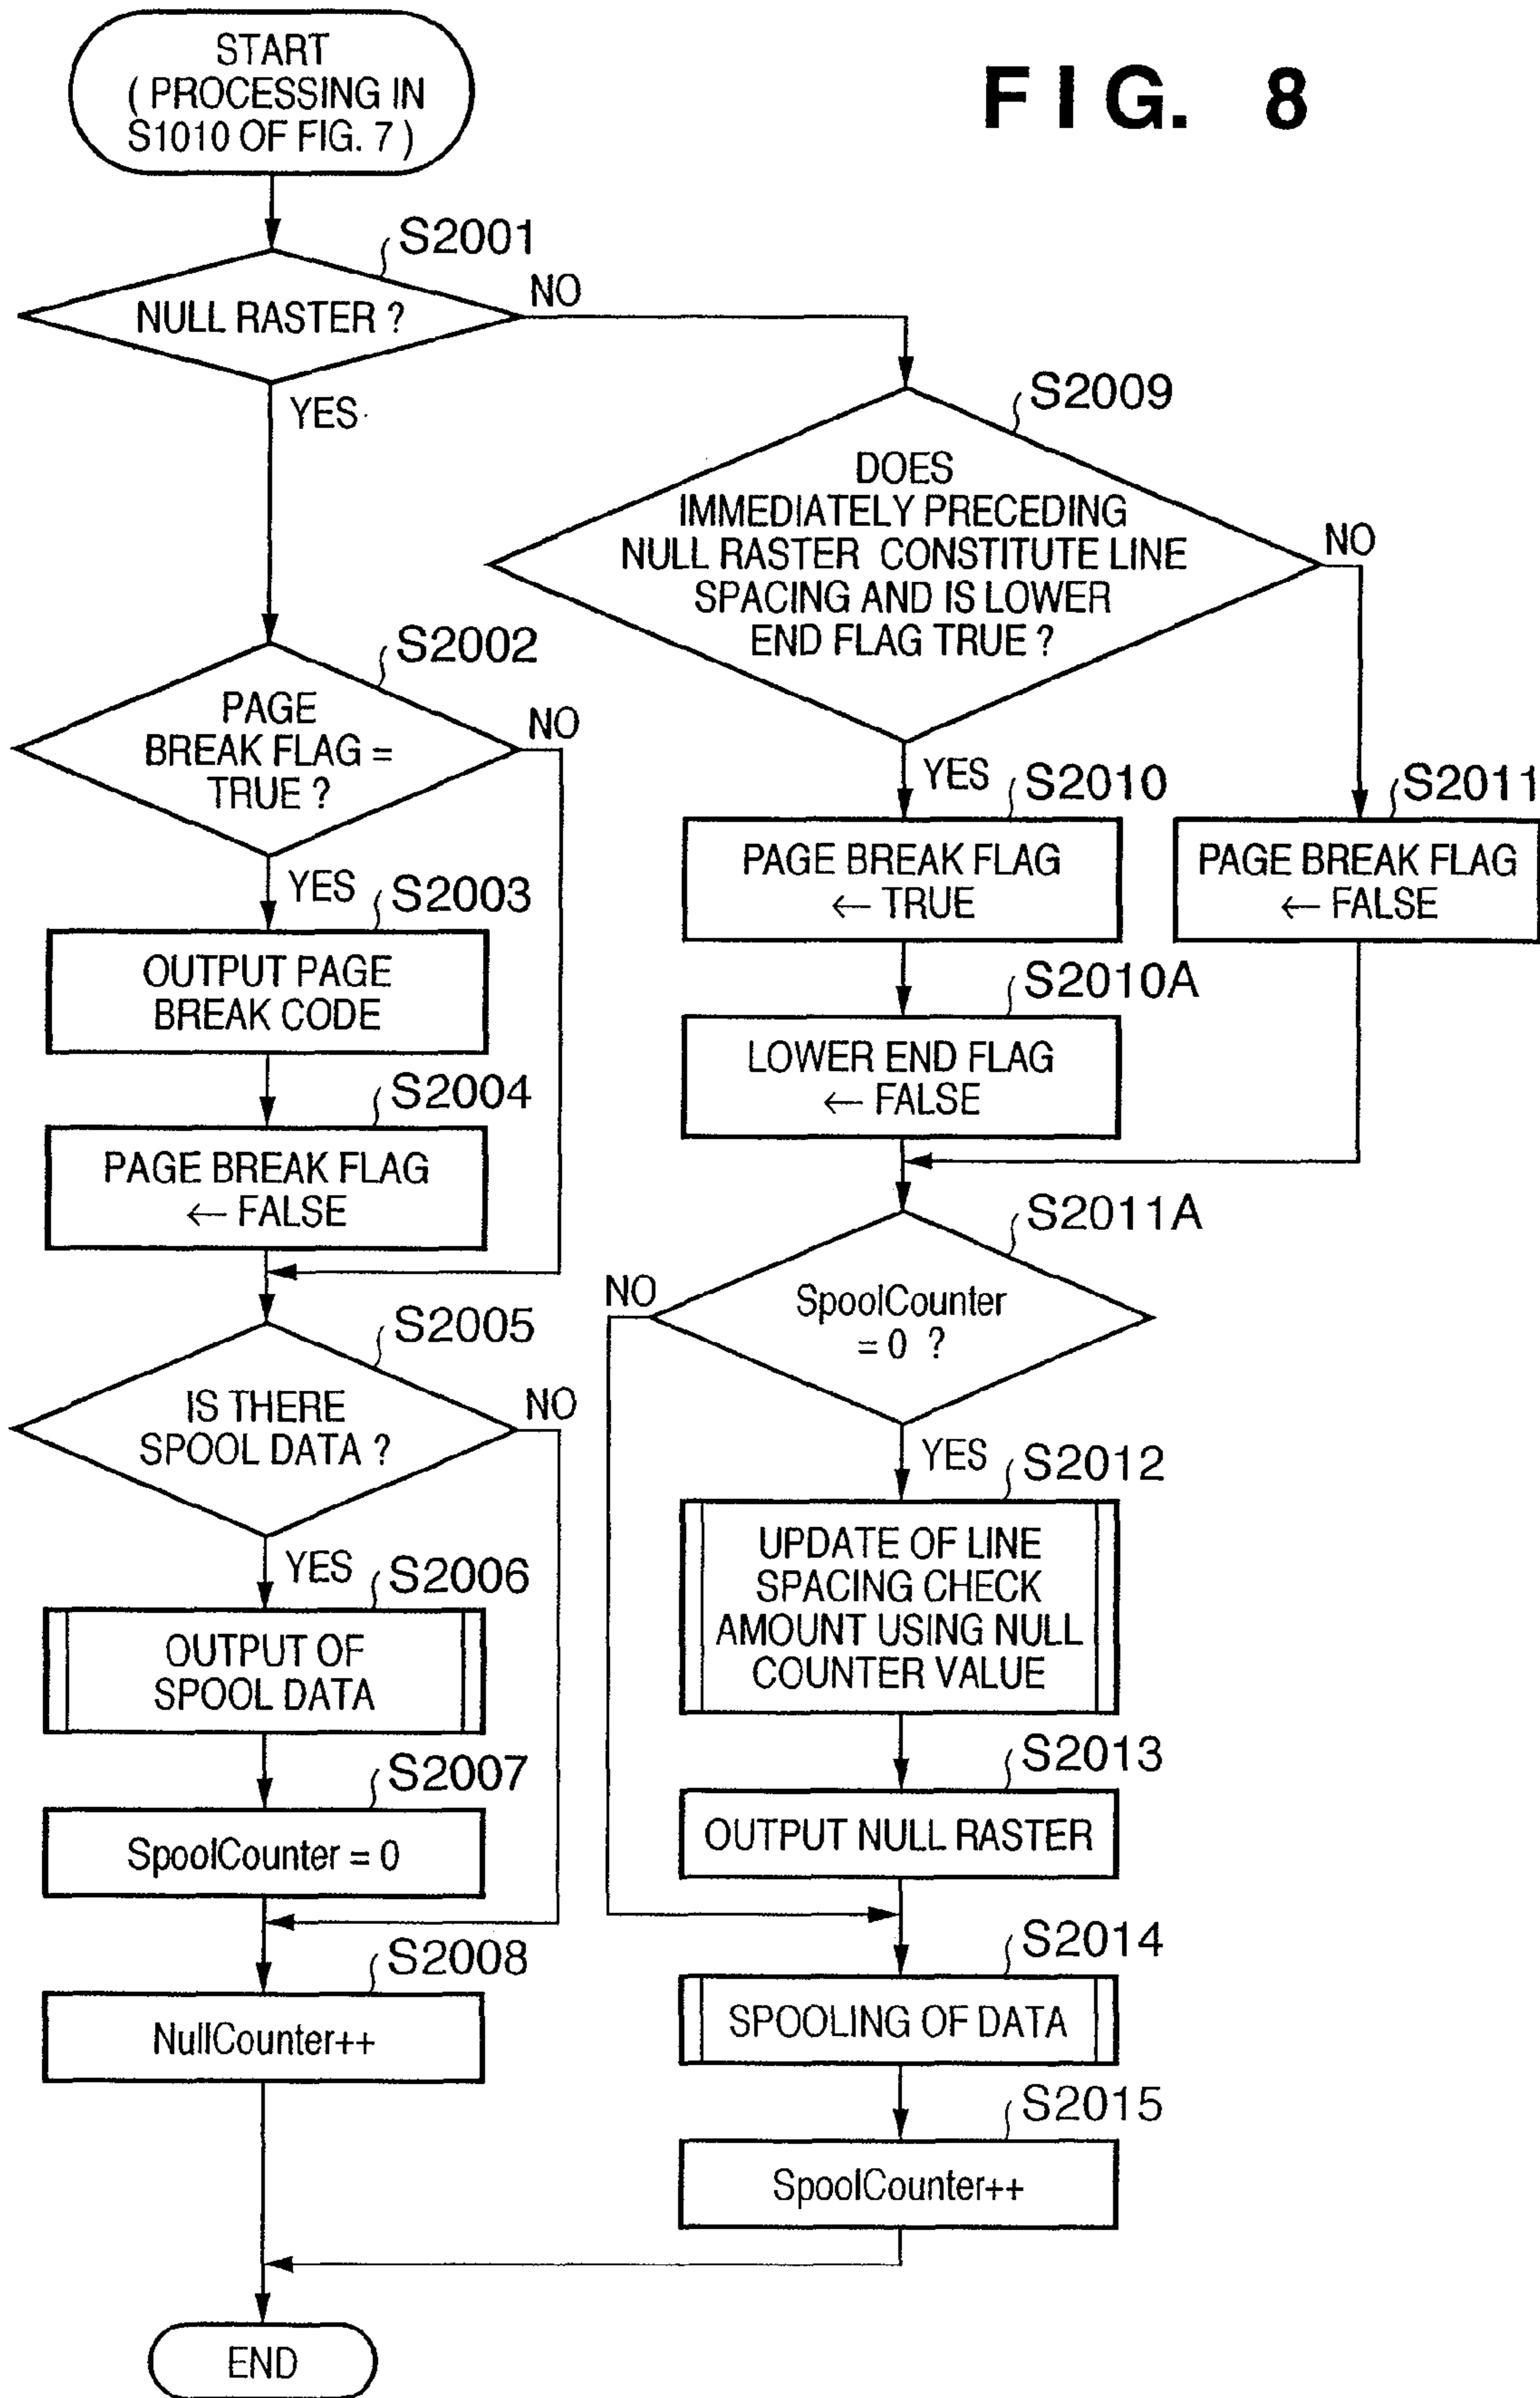 FIG. 8
START
( PROCESSING IN
S1010 OF FIG. 7 )
S2001
NULL RASTER ?
NO
YES
S2002
PAGE
BREAK FLAG =
TRUE ?
NO
YES
S2003
OUTPUT PAGE
BREAK CODE
S2004
PAGE BREAK FLAG
← FALSE
S2005
IS THERE
SPOOL DATA ?
NO
YES
S2006
OUTPUT OF
SPOOL DATA
S2007
SpoolCounter = 0
S2008
NullCounter++
S2009
DOES
IMMEDIATELY PRECEDING
NULL RASTER CONSTITUTE LINE
SPACING AND IS LOWER
END FLAG TRUE ?
NO
YES
S2010
PAGE BREAK FLAG
← TRUE
S2011
PAGE BREAK FLAG
← FALSE
S2010A
LOWER END FLAG
← FALSE
S2011A
SpoolCounter
= 0 ?
NO
YES
S2012
UPDATE OF LINE
SPACING CHECK
AMOUNT USING NULL
COUNTER VALUE
S2013
OUTPUT NULL RASTER
S2014
SPOOLING OF DATA
S2015
SpoolCounter++
END